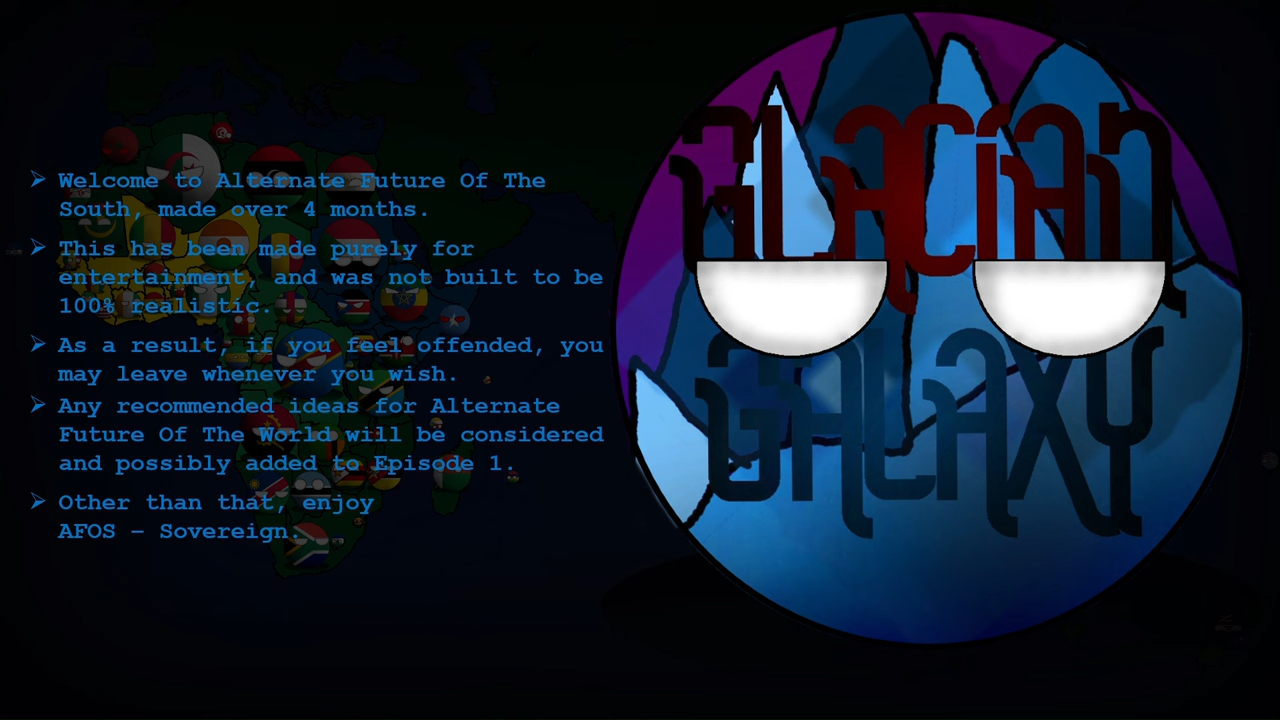 Welcome to Alternate Future Of The
South, made over 4 months.
This has been made purely for
entertainment, and was not built to be
100% realistic.
As a result, if you feel offended, you
may leave whenever you wish.
Any recommended ideas for Alternate
Future Of The World will be considered
and possibly added to Episode 1.
Other than that, enjoy
AFOS – Sovereign.
GLACIAN
GALAXY